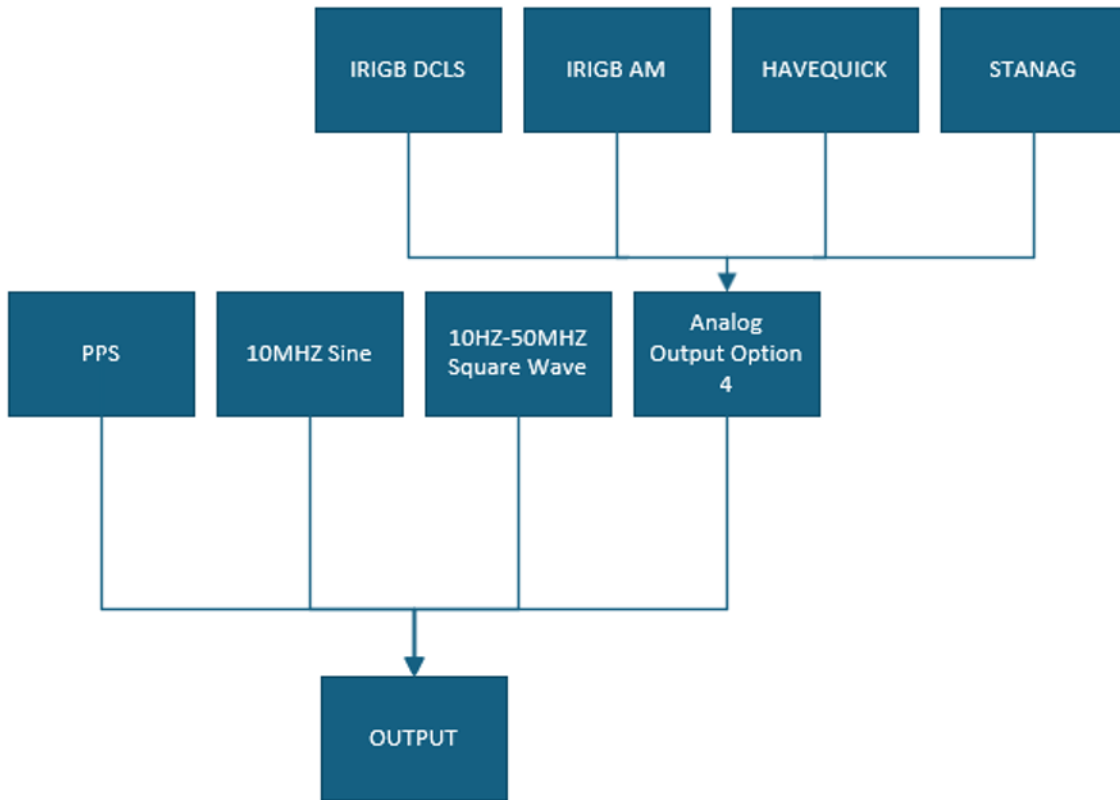 IRIGB DCLS
IRIGB AM
HAVEQUICK
STANAG
PPS
10MHZ Sine
10HZ-50MHZ
Square Wave
Analog
Output Option
4
OUTPUT